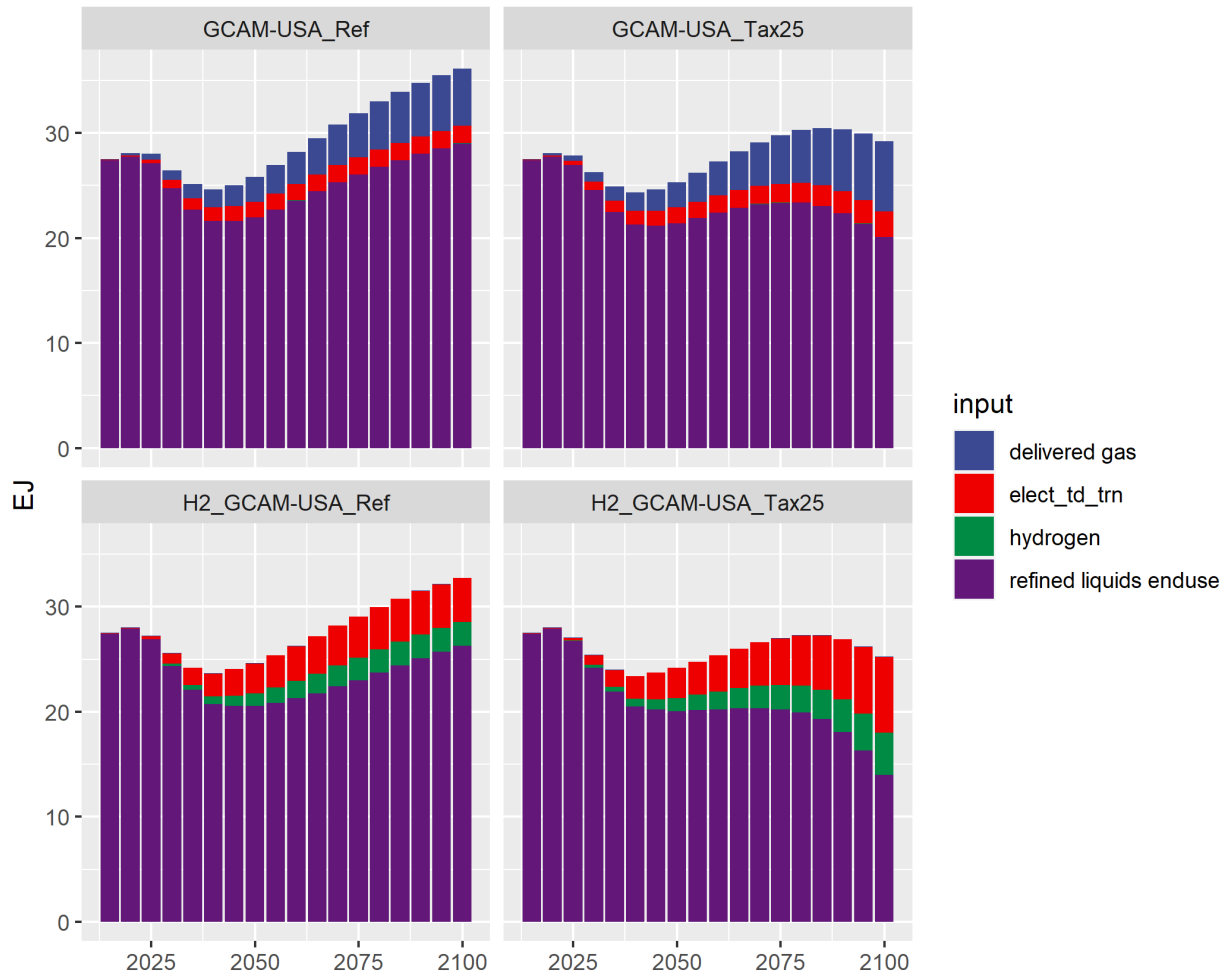 GCAM-USA_Ref
GCAM-USA_Tax25
30
20
10
0
EJ
H2_GCAM-USA_Ref
H2_GCAM-USA_Tax25
30
20
10
0
2025 2050 2075 2100
2025 2050 2075 2100
input
delivered gas
elect_td_trn
hydrogen
refined liquids enduse